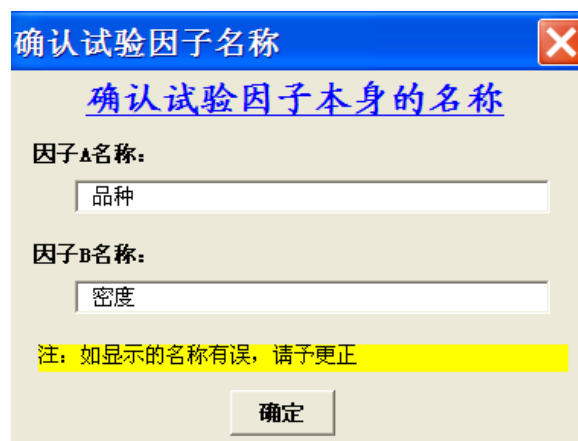 确认试验因子名称
确认试验因子本身的名称
因子A名称:
品种
因子B名称:
密度
注：如显示的名称有误，请予更正
确定